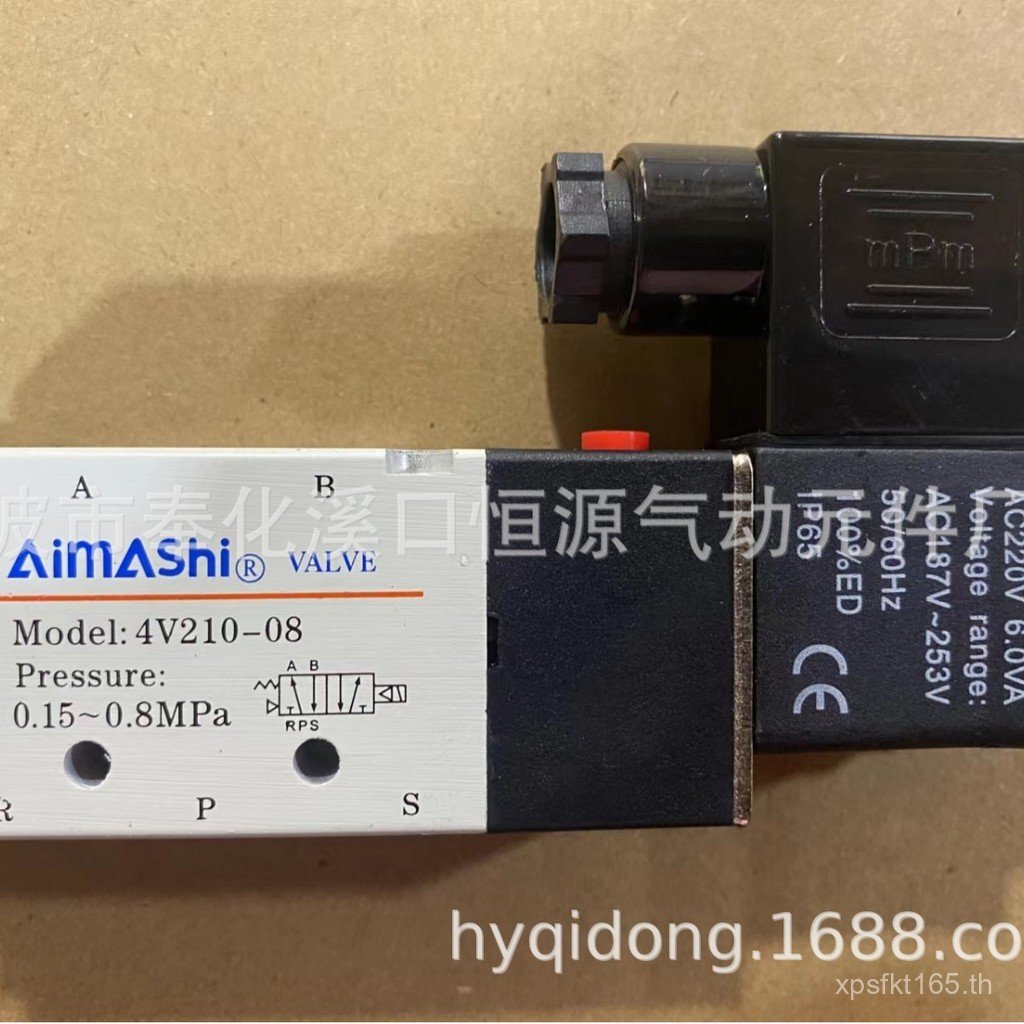 mPm
A B
波市奉化溪口恒源气动元件厂
AiMAShi® VALVE
Model: 4V210-08
Pressure:
0.15~0.8MPa
A B
RPS
R P S
AC220V 6.0VA
Voltage range:
AC187V~253V
50/60Hz
100%ED
IP65
CE
hyqidong.1688.co
xpsfkt165.th